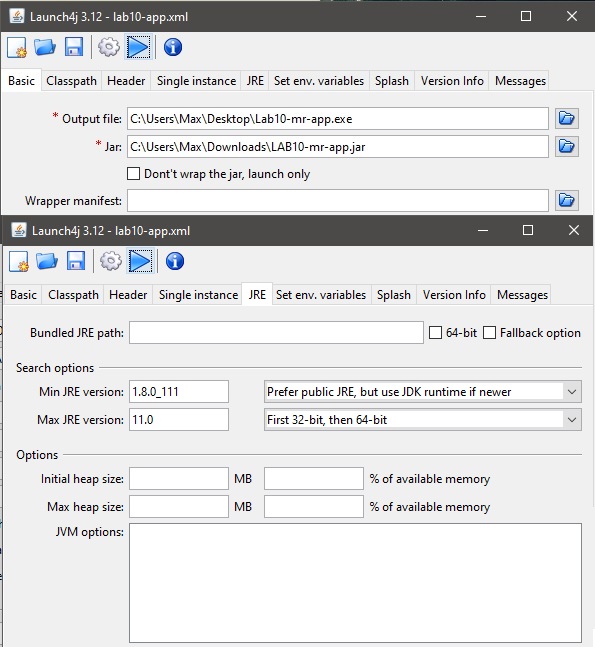 Launch4j 3.12 - lab10-app.xml
Basic Classpath Header Single instance JRE Set env. variables Splash Version Info Messages
* Output file: C:\Users\Max\Desktop\Lab10-mr-app.exe
* Jar: C:\Users\Max\Downloads\LAB10-mr-app.jar
Dont't wrap the jar, launch only
Wrapper manifest:
Launch4j 3.12 - lab10-app.xml
Basic Classpath Header Single instance JRE Set env. variables Splash Version Info Messages
Bundled JRE path: 64-bit Fallback option
Search options
Min JRE version: 1.8.0_111 Prefer public JRE, but use JDK runtime if newer
Max JRE version: 11.0 First 32-bit, then 64-bit
Options
Initial heap size: MB % of available memory
Max heap size: MB % of available memory
JVM options: